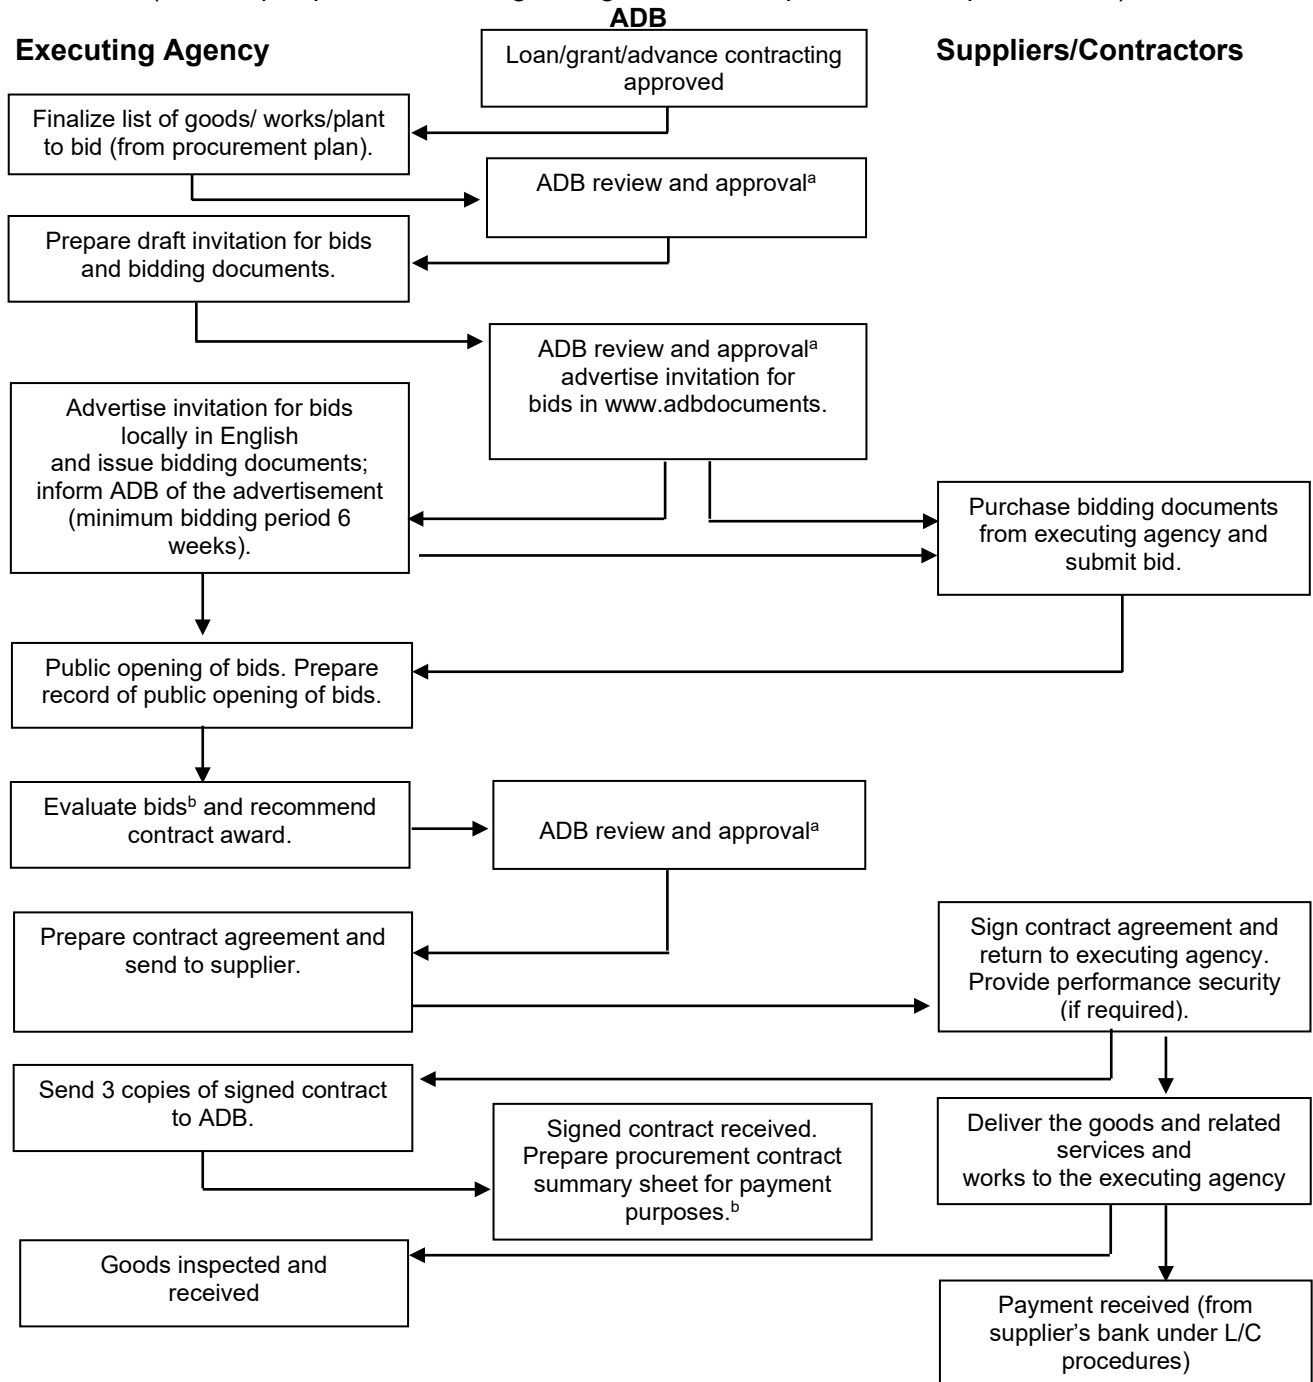 ADB
Executing Agency
Suppliers/Contractors
Loan/grant/advance contracting
approved
Finalize list of goods/ works/plant
to bid (from procurement plan).
ADB review and approvalᵃ
Prepare draft invitation for bids
and bidding documents.
ADB review and approvalᵃ
advertise invitation for
bids in www.adbdocuments.
Advertise invitation for bids
locally in English
and issue bidding documents;
inform ADB of the advertisement
(minimum bidding period 6
weeks).
Purchase bidding documents
from executing agency and
submit bid.
Public opening of bids. Prepare
record of public opening of bids.
Evaluate bidsᵇ and recommend
contract award.
ADB review and approvalᵃ
Prepare contract agreement and
send to supplier.
Sign contract agreement and
return to executing agency.
Provide performance security
(if required).
Send 3 copies of signed contract
to ADB.
Signed contract received.
Prepare procurement contract
summary sheet for payment
purposes.ᵇ
Deliver the goods and related
services and
works to the executing agency
Goods inspected and
received
Payment received (from
supplier’s bank under L/C
procedures)